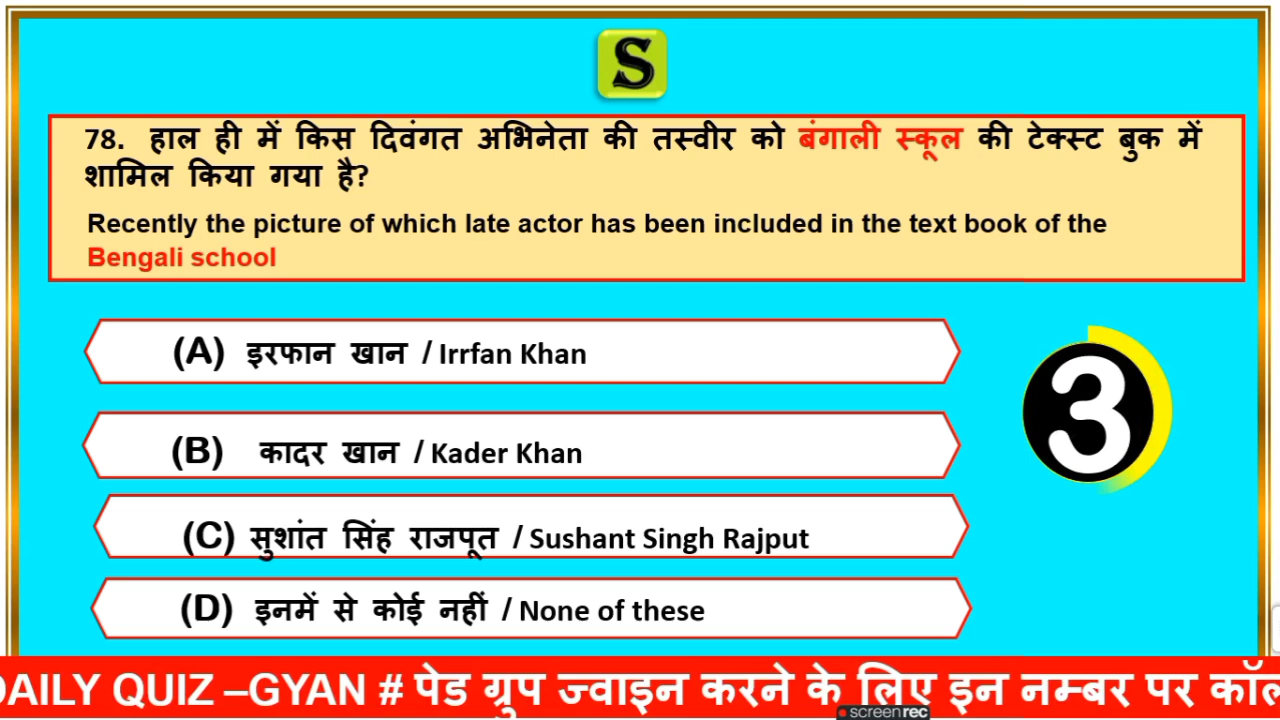 S
78. हाल ही में किस दिवंगत अभिनेता की तस्वीर को बंगाली स्कूल की टेक्स्ट बुक में
शामिल किया गया है?
Recently the picture of which late actor has been included in the text book of the
Bengali school
(A) इरफान खान / Irrfan Khan
3
(B) कादर खान / Kader Khan
(C) सुशांत सिंह राजपूत / Sushant Singh Rajput
(D) इनमें से कोई नहीं / None of these
DAILY QUIZ –GYAN # पेड ग्रुप ज्वाइन करने के लिए इन नम्बर पर कॉल
screenrec